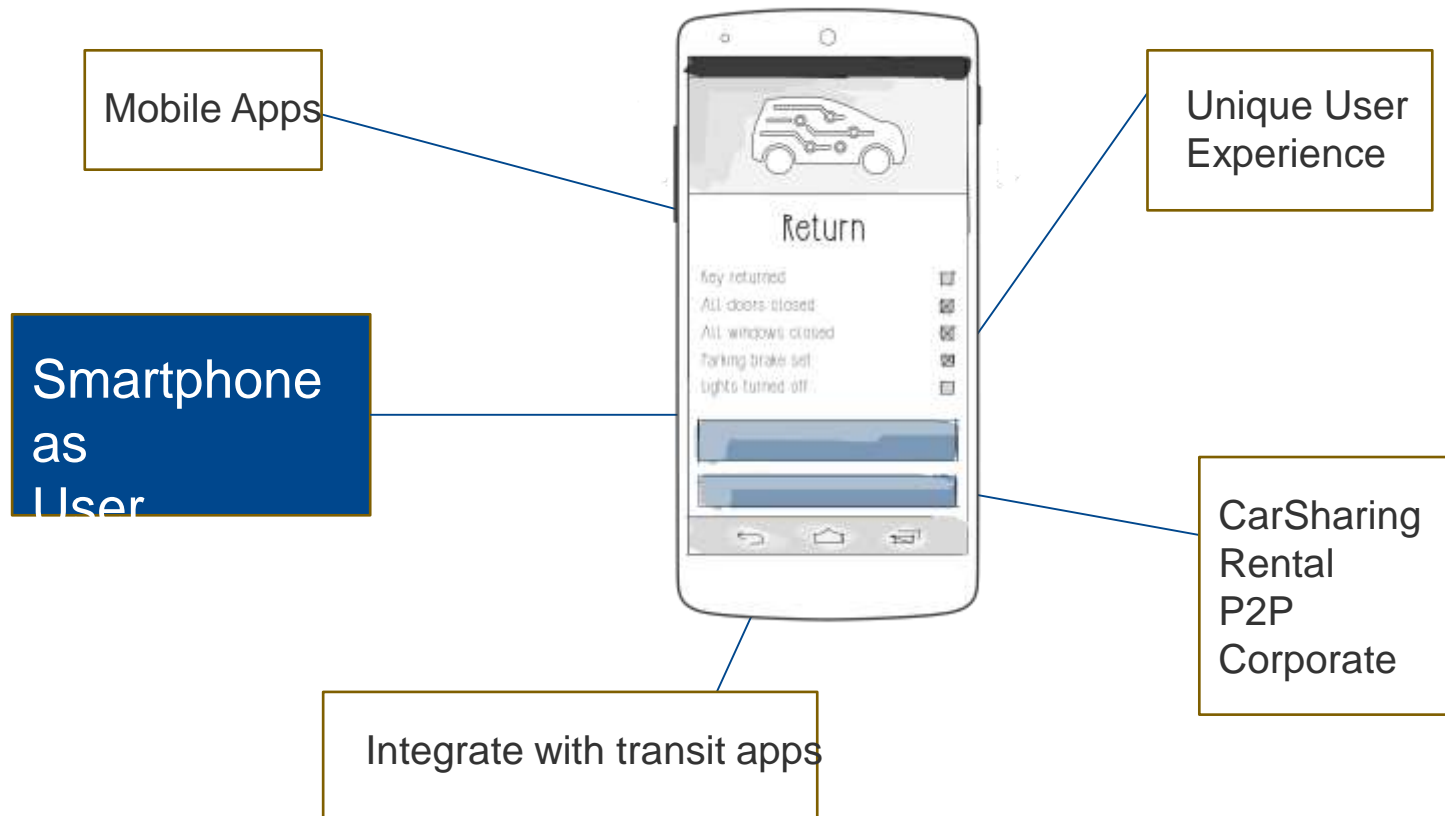 Mobile Apps
Unique User
Experience
Return
Key returned
All doors closed
All windows closed
Parking brake set
Lights turned off
Smartphone
as
User
CarSharing
Rental
P2P
Corporate
Integrate with transit apps